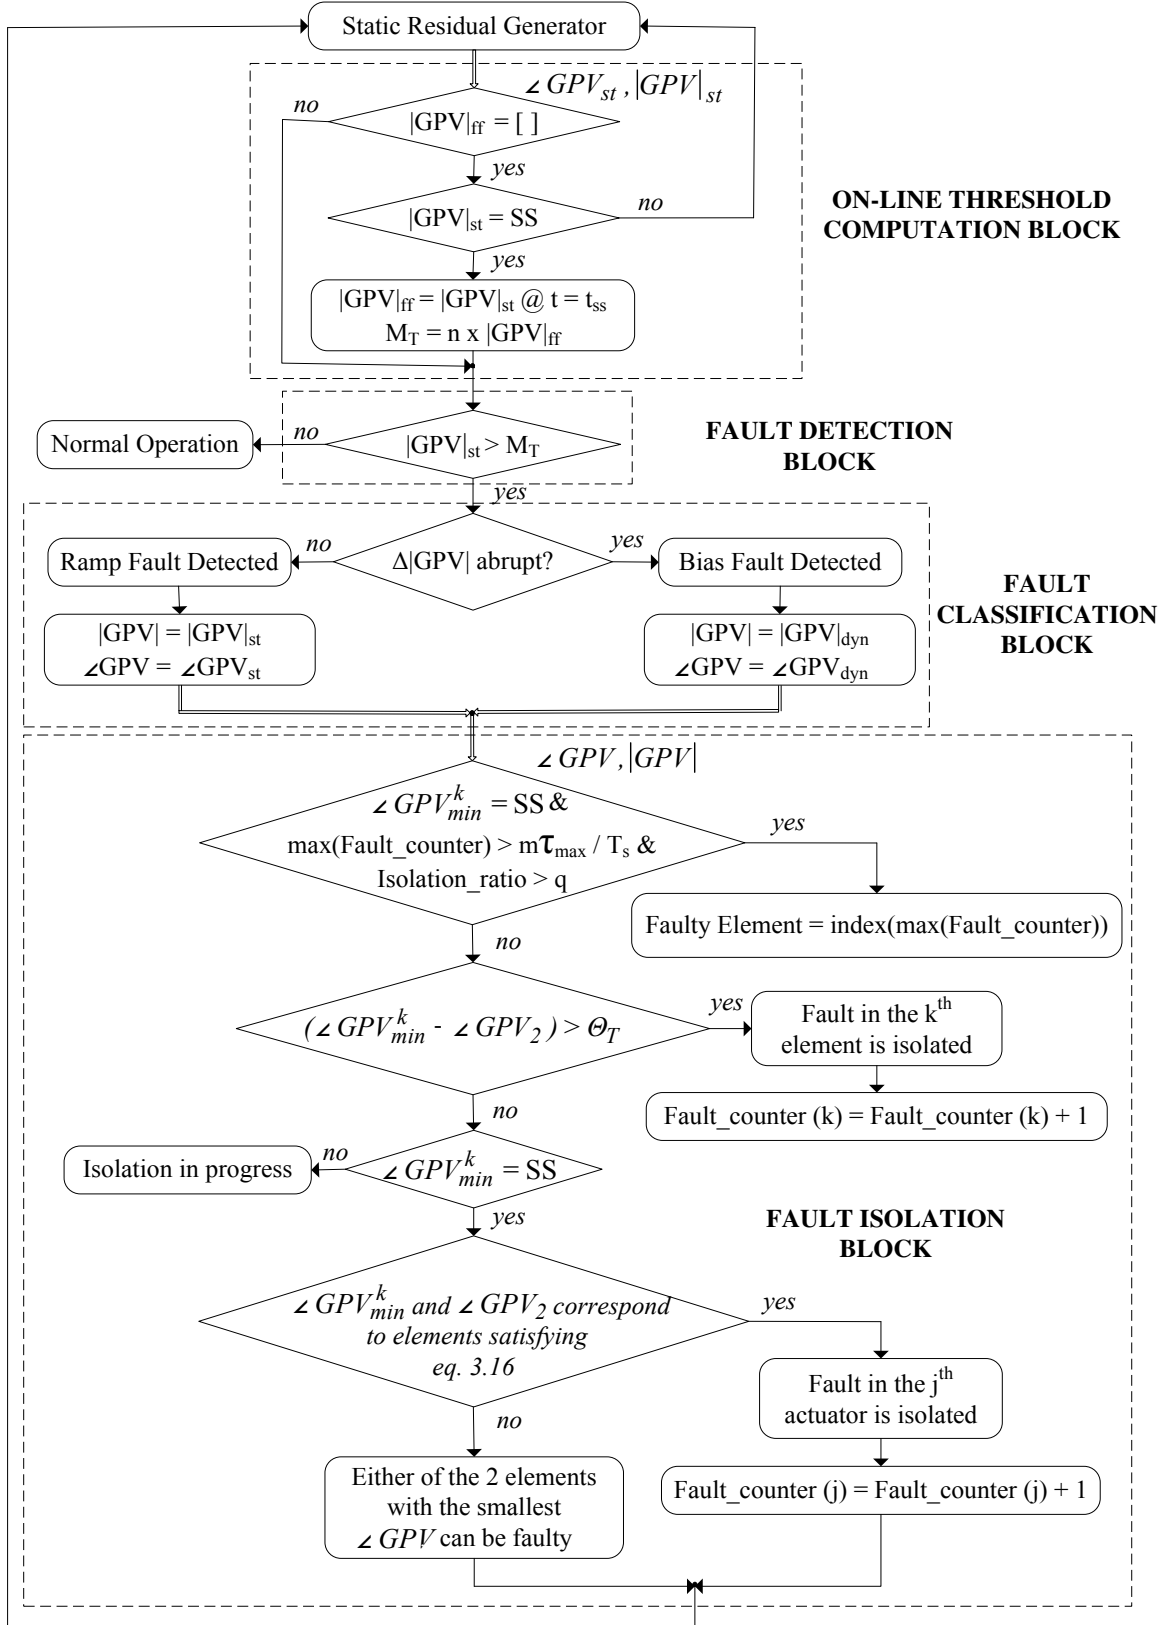 Static Residual Generator
∠GPV_st , |GPV|_st
no
|GPV|_ff = [ ]
yes
|GPV|_st = SS
no
ON-LINE THRESHOLD
COMPUTATION BLOCK
yes
|GPV|_ff = |GPV|_st @ t = t_ss
M_T = n x |GPV|_ff
Normal Operation
no
|GPV|_st > M_T
FAULT DETECTION
BLOCK
yes
Ramp Fault Detected
no
Δ|GPV| abrupt?
yes
Bias Fault Detected
FAULT
CLASSIFICATION
BLOCK
|GPV| = |GPV|_st
∠GPV = ∠GPV_st
|GPV| = |GPV|_dyn
∠GPV = ∠GPV_dyn
∠GPV, |GPV|
∠GPV^k_min = SS &
max(Fault_counter) > mτ_max / T_s &
Isolation_ratio > q
yes
Faulty Element = index(max(Fault_counter))
no
(∠GPV^k_min - ∠GPV_2) > Θ_T
yes
Fault in the k^th
element is isolated
Fault_counter (k) = Fault_counter (k) + 1
no
Isolation in progress
no
∠GPV^k_min = SS
yes
FAULT ISOLATION
BLOCK
∠GPV^k_min and ∠GPV_2 correspond
to elements satisfying
eq. 3.16
yes
Fault in the j^th
actuator is isolated
no
Either of the 2 elements
with the smallest
∠GPV can be faulty
Fault_counter (j) = Fault_counter (j) + 1